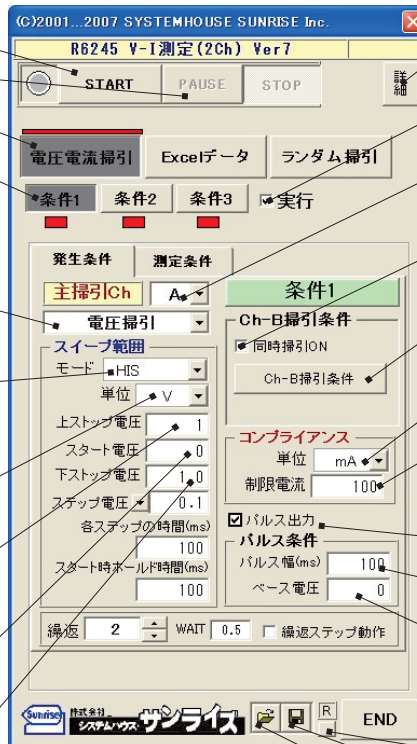 (C)2001...2007 SYSTEMHOUSE SUNRISE Inc.
R6245 V-I測定(2Ch) Ver7
START PAUSE STOP 詳細
電圧電流掃引 Excelデータ ランダム掃引
条件1 条件2 条件3 実行
発生条件 測定条件
主掃引Ch A 条件1
電圧掃引 Ch-B掃引条件
スイープ範囲 同時掃引ON
モード HIS
単位 V Ch-B掃引条件
上ストップ電圧 1
スタート電圧 0 コンプライアンス
下ストップ電圧 1.0 単位 mA
ステップ電圧 0.1 制限電流 100
各ステップの時間(ms) パルス出力
100 パルス条件
スタート時ホールド時間(ms) パルス幅(ms) 100
100 ベース電圧 0
繰返 2 WAIT 0.5 繰返ステップ動作
Sunrise 株式会社 システムハウス サンライズ R END